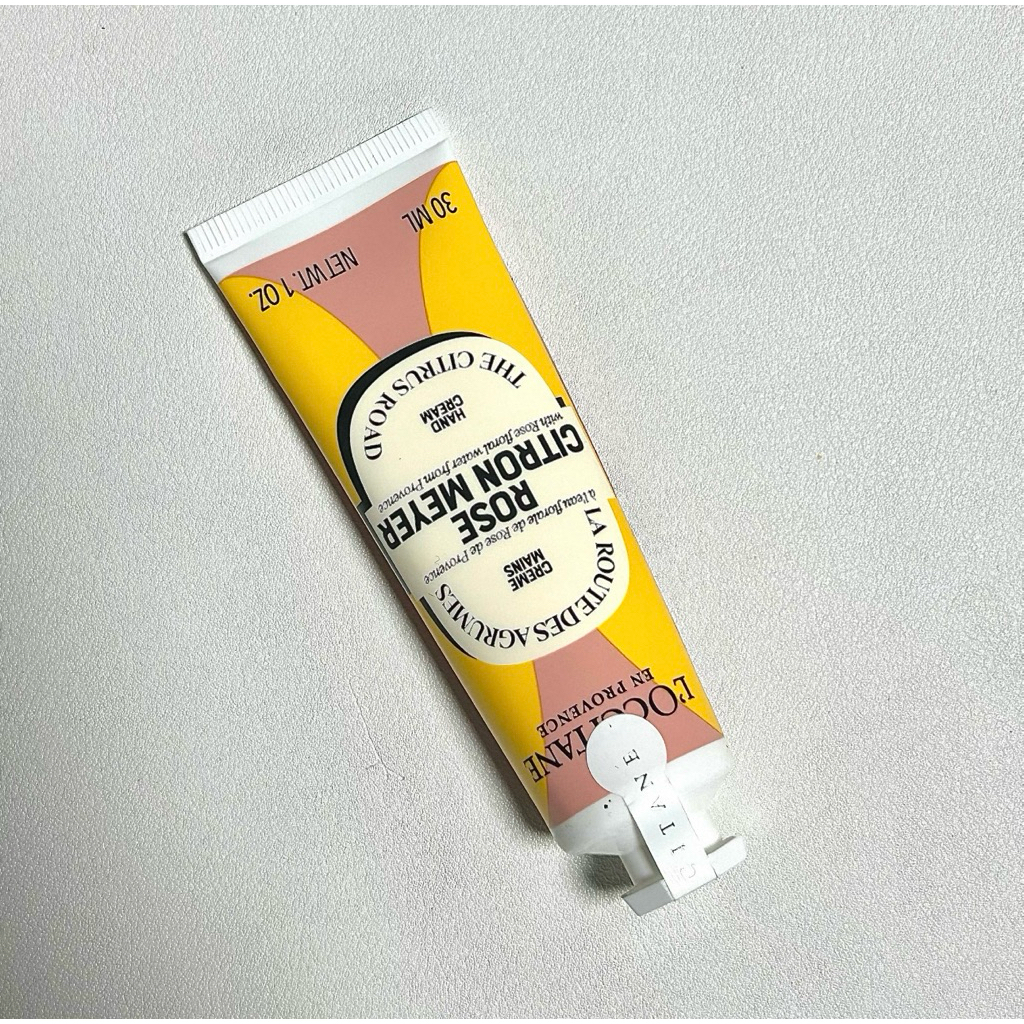 L'OCCITANE
EN PROVENCE
LA ROUTE DES AGRUMES
CREME
MAINS
à l'eau florale de Rose de Provence
ROSE
CITRON MEYER
with Rose floral water from Provence
HAND
CREAM
THE CITRUS ROAD
30 ML
NET WT. 1 OZ.